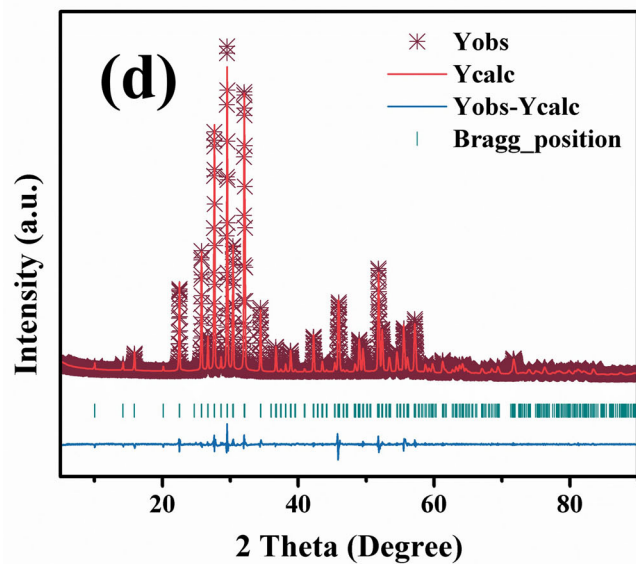 (d)
Yobs
Ycalc
Yobs-Ycalc
Bragg_position
Intensity (a.u.)
20 40 60 80
2 Theta (Degree)